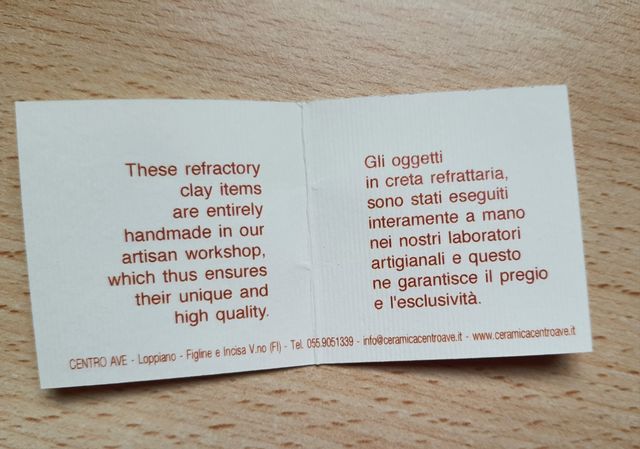 These refractory
clay items
are entirely
handmade in our
artisan workshop,
which thus ensures
their unique and
high quality.
Gli oggetti
in creta refrattaria,
sono stati eseguiti
interamente a mano
nei nostri laboratori
artigianali e questo
ne garantisce il pregio
e l'esclusività.
CENTRO AVE - Loppiano - Figline e Incisa V.no (FI) - Tel. 055.9051339 - info@ceramicacentroave.it - www.ceramicacentroave.it